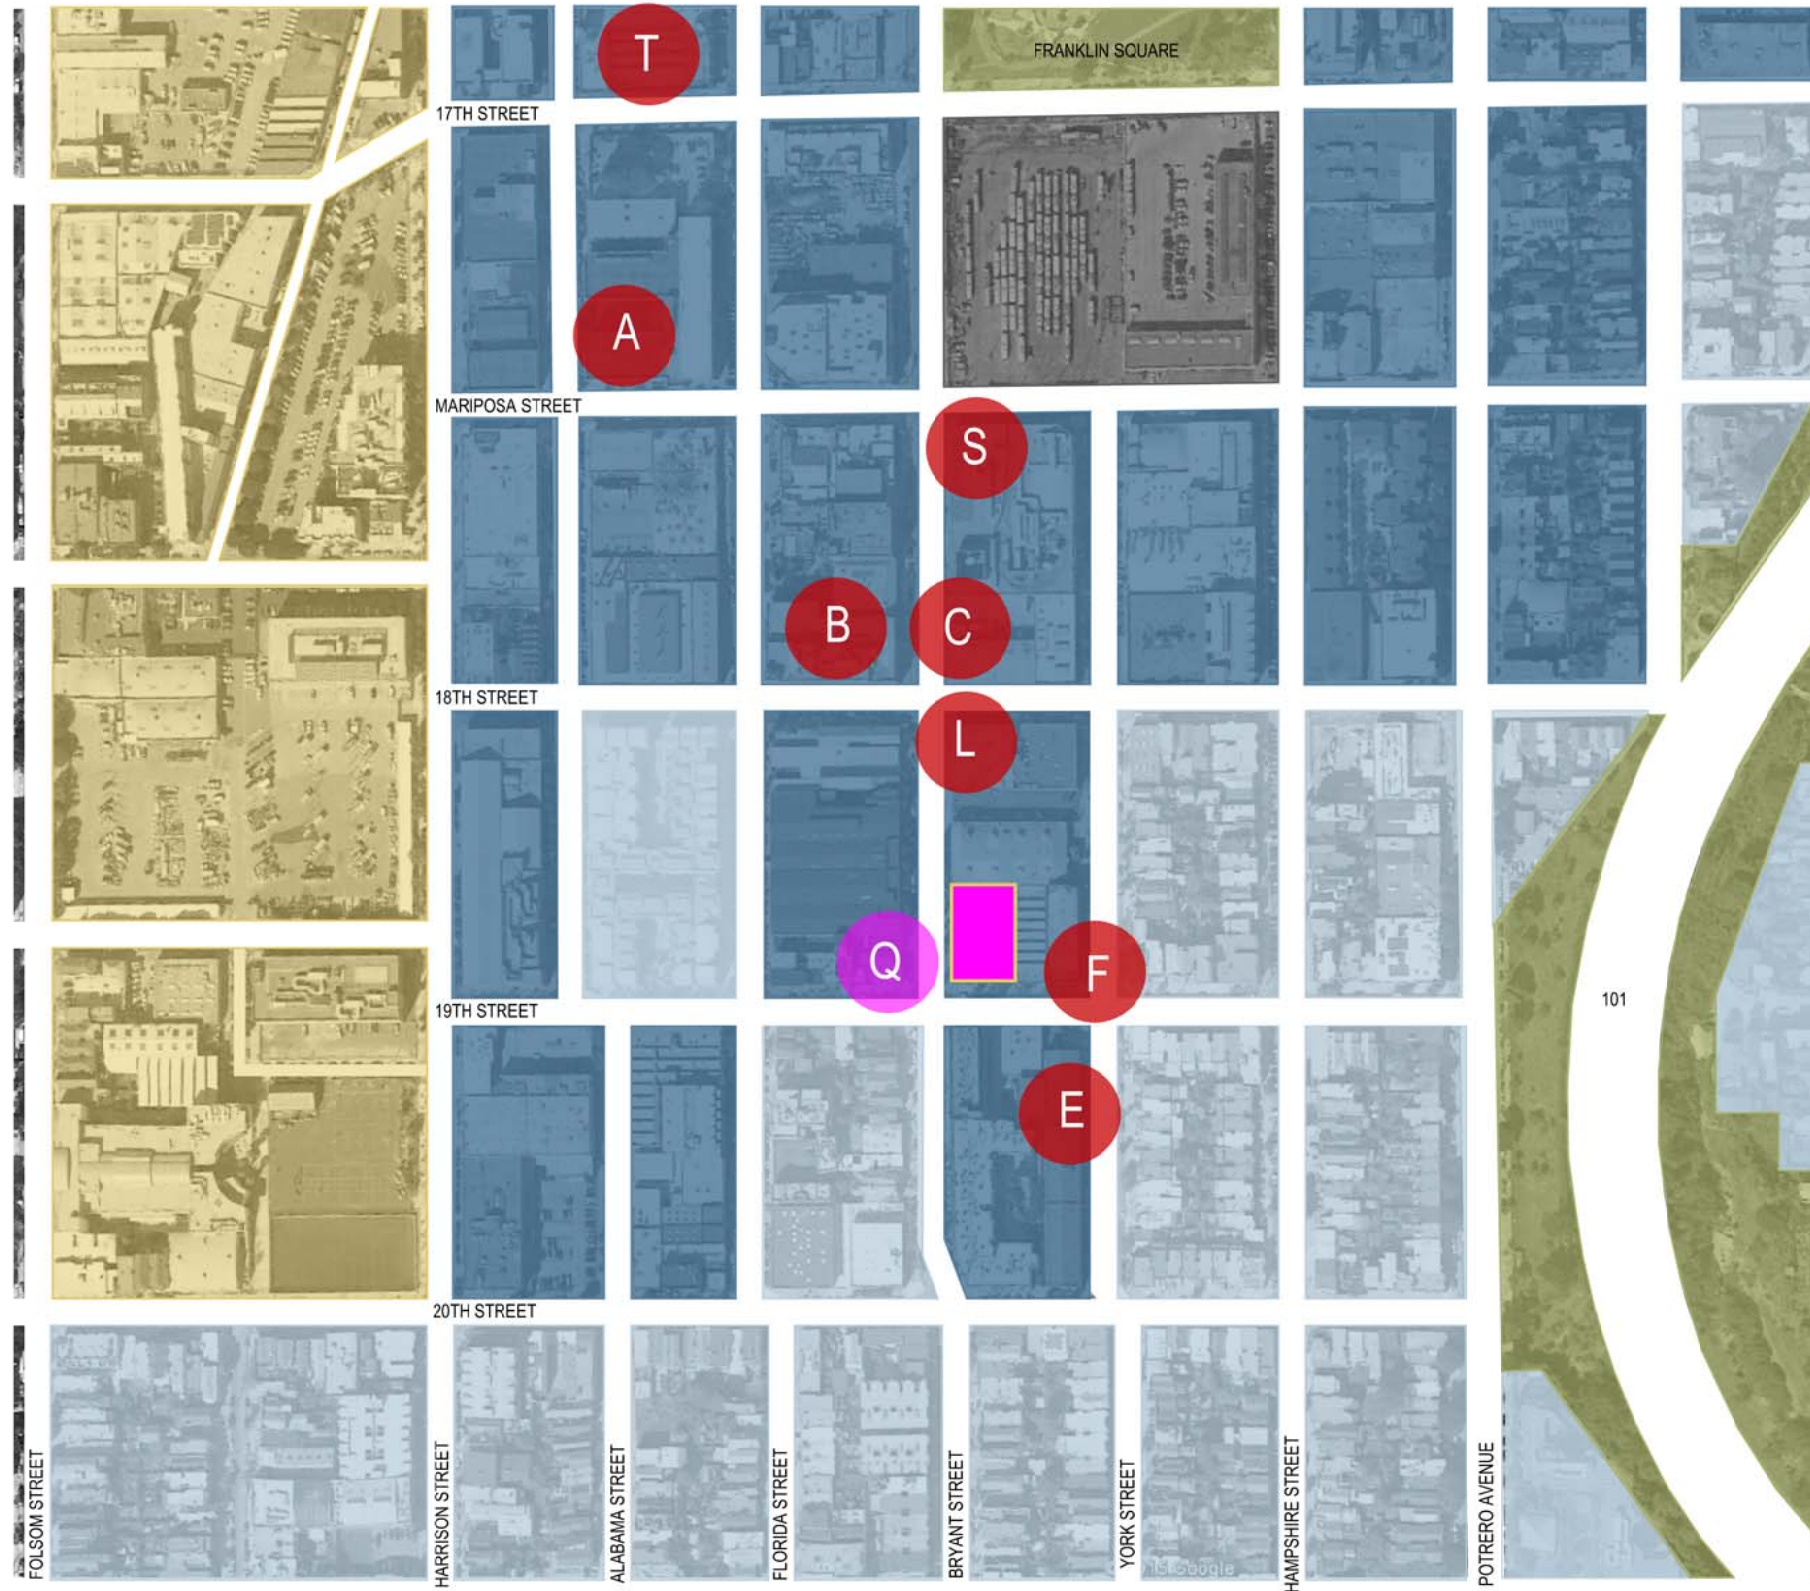 T
FRANKLIN SQUARE
17TH STREET
A
MARIPOSA STREET
S
B
C
18TH STREET
L
Q
F
101
19TH STREET
E
20TH STREET
FOLSOM STREET
HARRISON STREET
ALABAMA STREET
FLORIDA STREET
BRYANT STREET
YORK STREET
HAMPSHIRE STREET
POTRERO AVENUE
Google